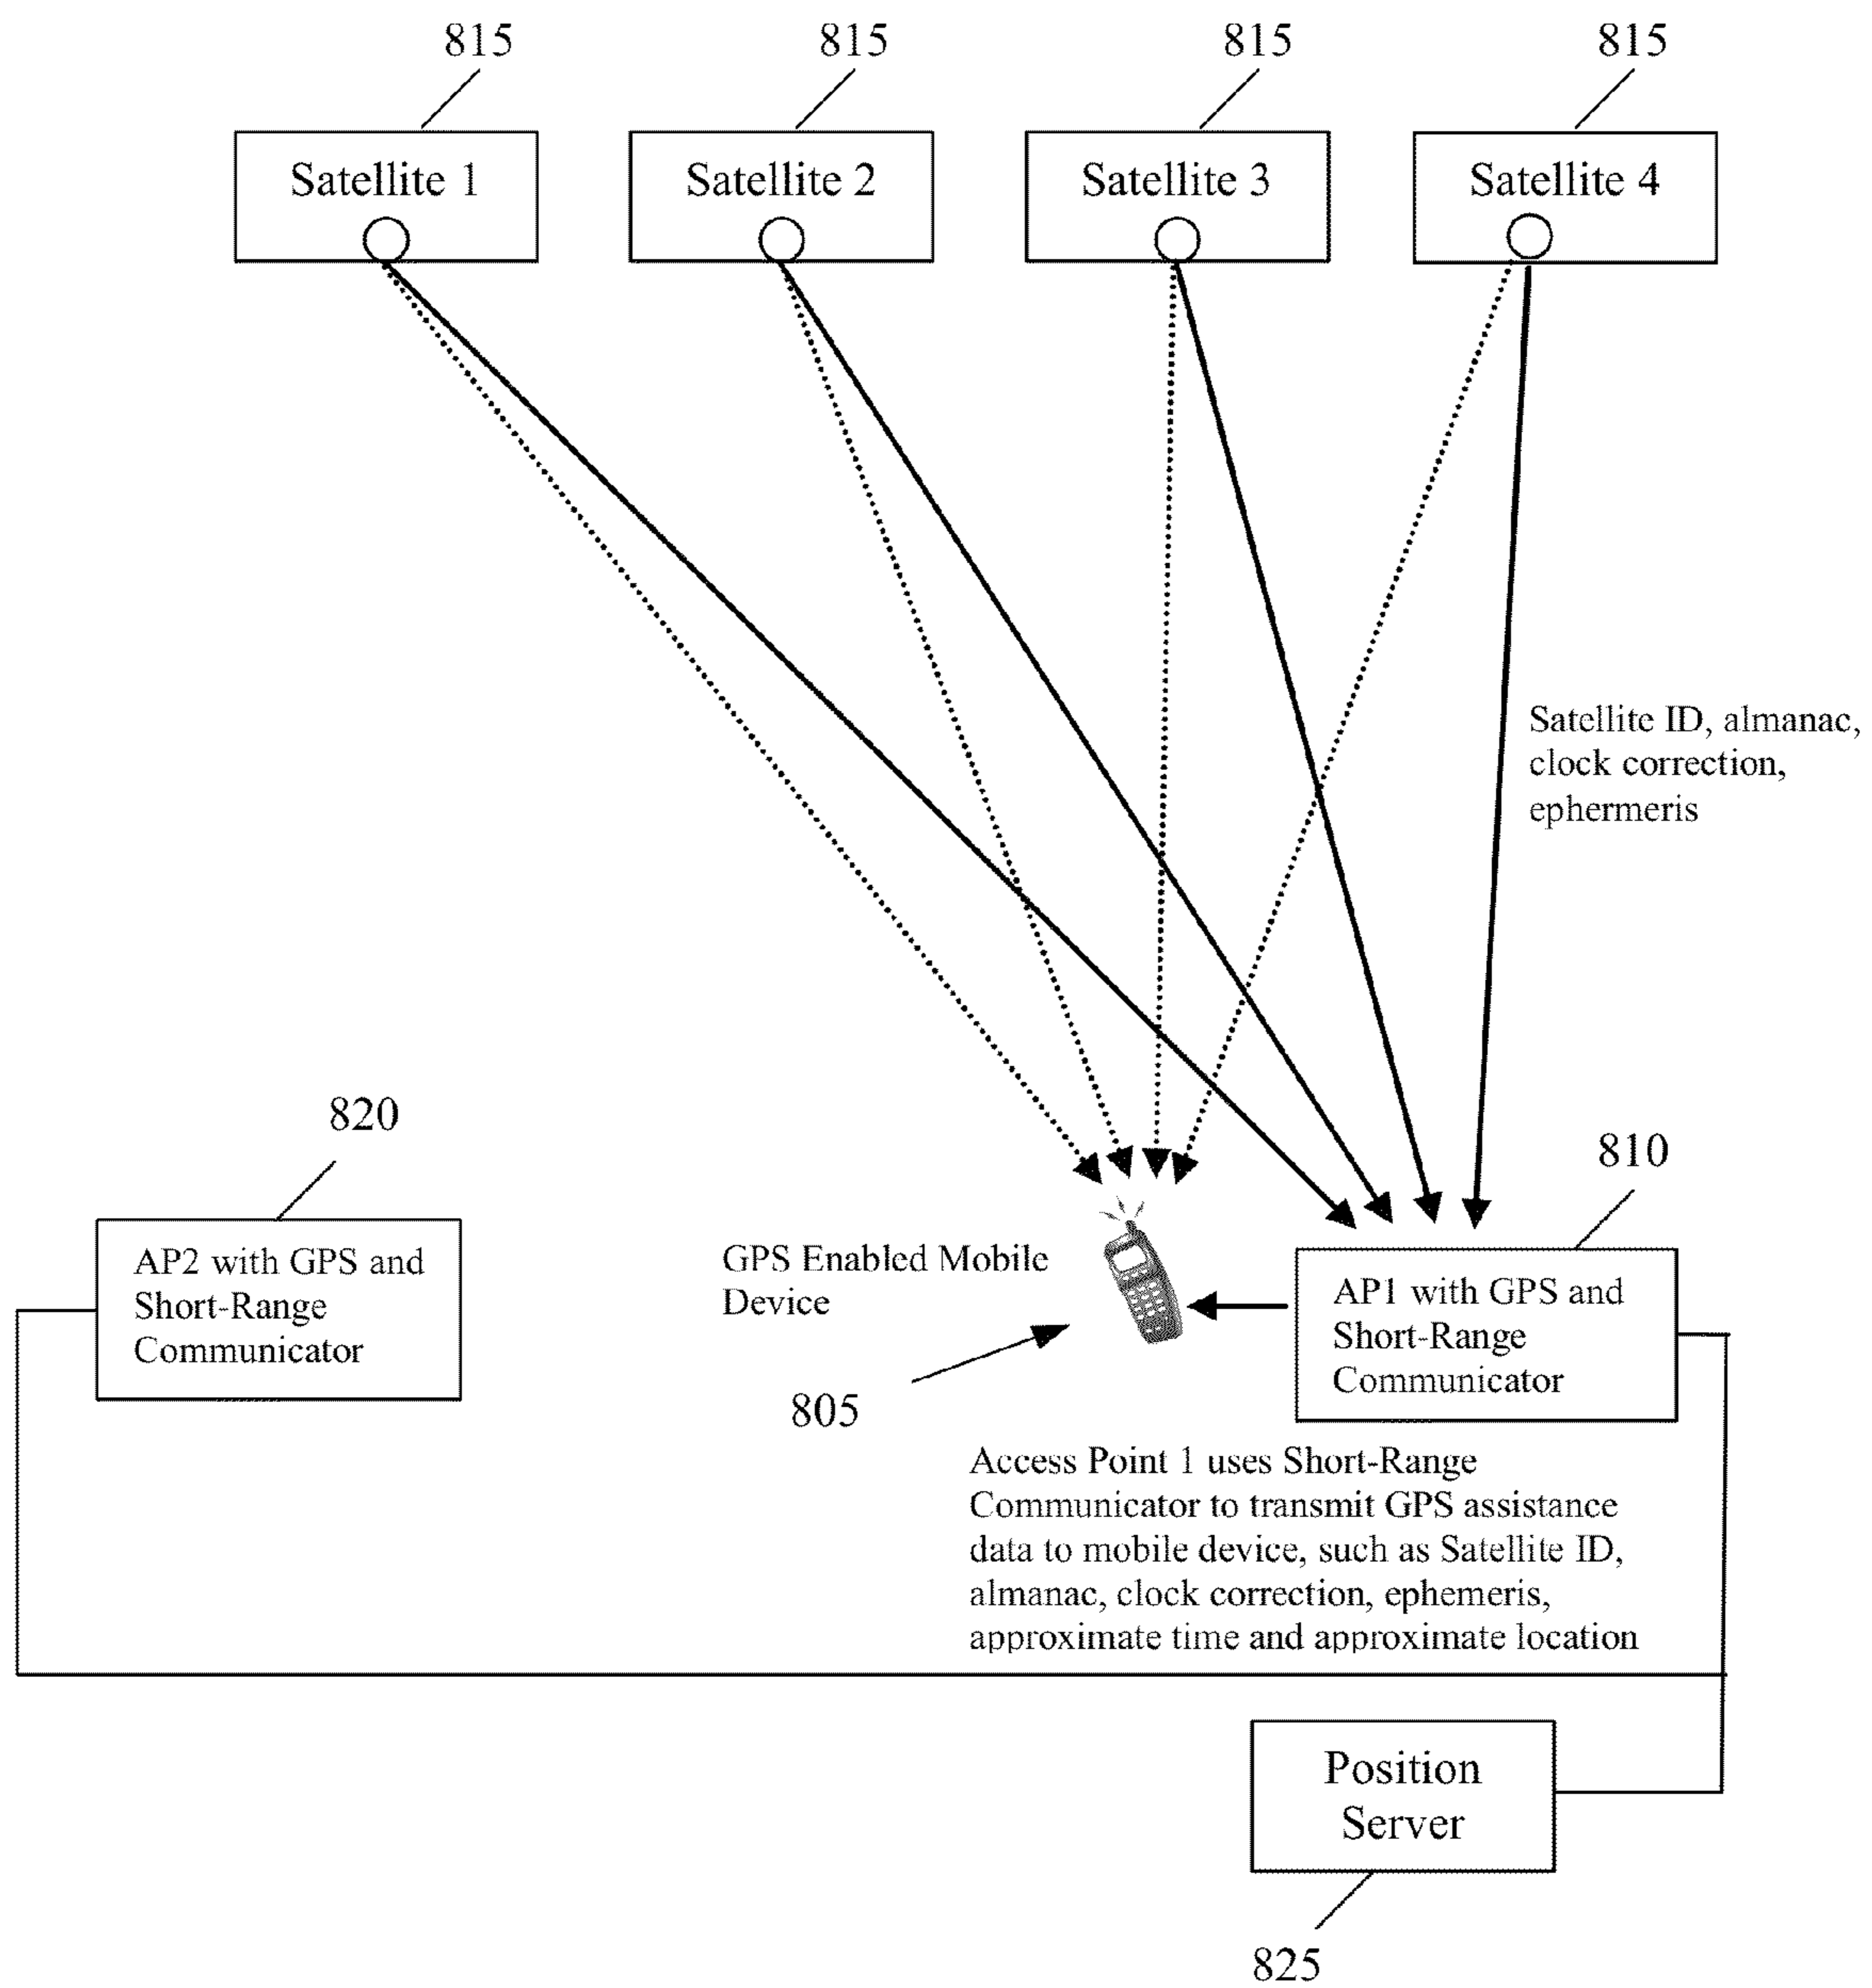 815 815 815 815
Satellite 1 Satellite 2 Satellite 3 Satellite 4
Satellite ID, almanac,
clock correction,
ephermeris
820
810
AP2 with GPS and
Short-Range
Communicator
GPS Enabled Mobile
Device
805
AP1 with GPS and
Short-Range
Communicator
Access Point 1 uses Short-Range
Communicator to transmit GPS assistance
data to mobile device, such as Satellite ID,
almanac, clock correction, ephemeris,
approximate time and approximate location
Position
Server
825